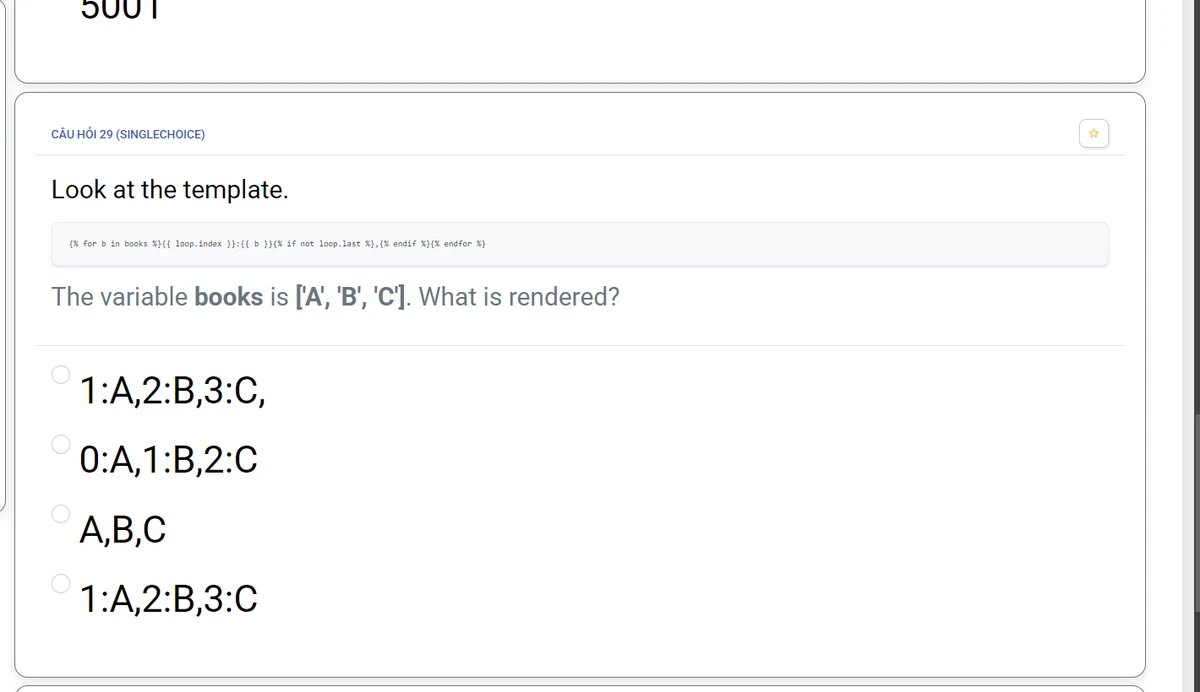 5001
CÂU HỎI 29 (SINGLECHOICE)
Look at the template.
{% for b in books %}{{ loop.index }}:{{ b }}{% if not loop.last %},{% endif %}{% endfor %}
The variable books is ['A', 'B', 'C']. What is rendered?
1:A,2:B,3:C,
0:A,1:B,2:C
A,B,C
1:A,2:B,3:C